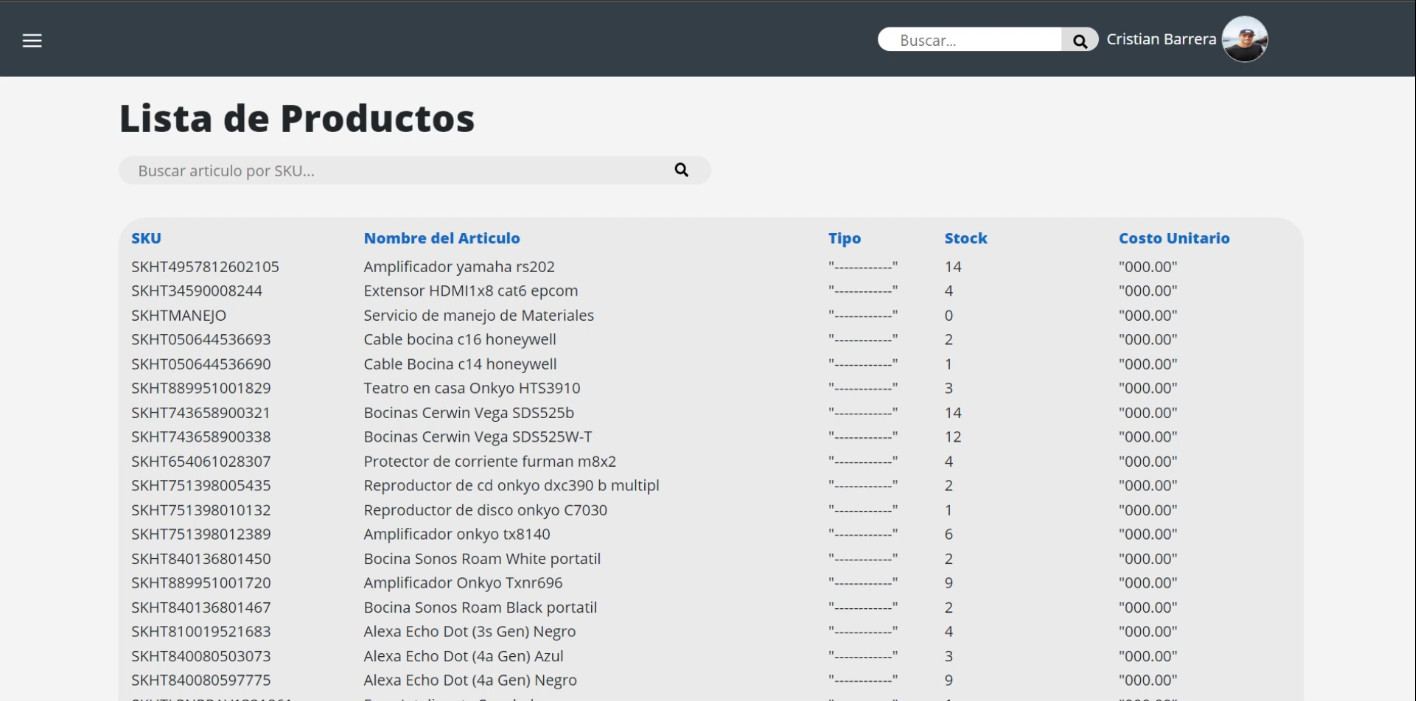 Buscar...
Cristian Barrera
Lista de Productos
Buscar articulo por SKU...
SKU Nombre del Articulo Tipo Stock Costo Unitario
SKHT4957812602105 Amplificador yamaha rs202 "------------" 14 "000.00"
SKHT34590008244 Extensor HDMI1x8 cat6 epcom "------------" 4 "000.00"
SKHTMANEJO Servicio de manejo de Materiales "------------" 0 "000.00"
SKHT050644536693 Cable bocina c16 honeywell "------------" 2 "000.00"
SKHT050644536690 Cable Bocina c14 honeywell "------------" 1 "000.00"
SKHT889951001829 Teatro en casa Onkyo HTS3910 "------------" 3 "000.00"
SKHT743658900321 Bocinas Cerwin Vega SDS525b "------------" 14 "000.00"
SKHT743658900338 Bocinas Cerwin Vega SDS525W-T "------------" 12 "000.00"
SKHT654061028307 Protector de corriente furman m8x2 "------------" 4 "000.00"
SKHT751398005435 Reproductor de cd onkyo dxc390 b multipl "------------" 2 "000.00"
SKHT751398010132 Reproductor de disco onkyo C7030 "------------" 1 "000.00"
SKHT751398012389 Amplificador onkyo tx8140 "------------" 6 "000.00"
SKHT840136801450 Bocina Sonos Roam White portatil "------------" 2 "000.00"
SKHT889951001720 Amplificador Onkyo Txnr696 "------------" 9 "000.00"
SKHT840136801467 Bocina Sonos Roam Black portatil "------------" 2 "000.00"
SKHT810019521683 Alexa Echo Dot (3s Gen) Negro "------------" 4 "000.00"
SKHT840080503073 Alexa Echo Dot (4a Gen) Azul "------------" 3 "000.00"
SKHT840080597775 Alexa Echo Dot (4a Gen) Negro "------------" 9 "000.00"